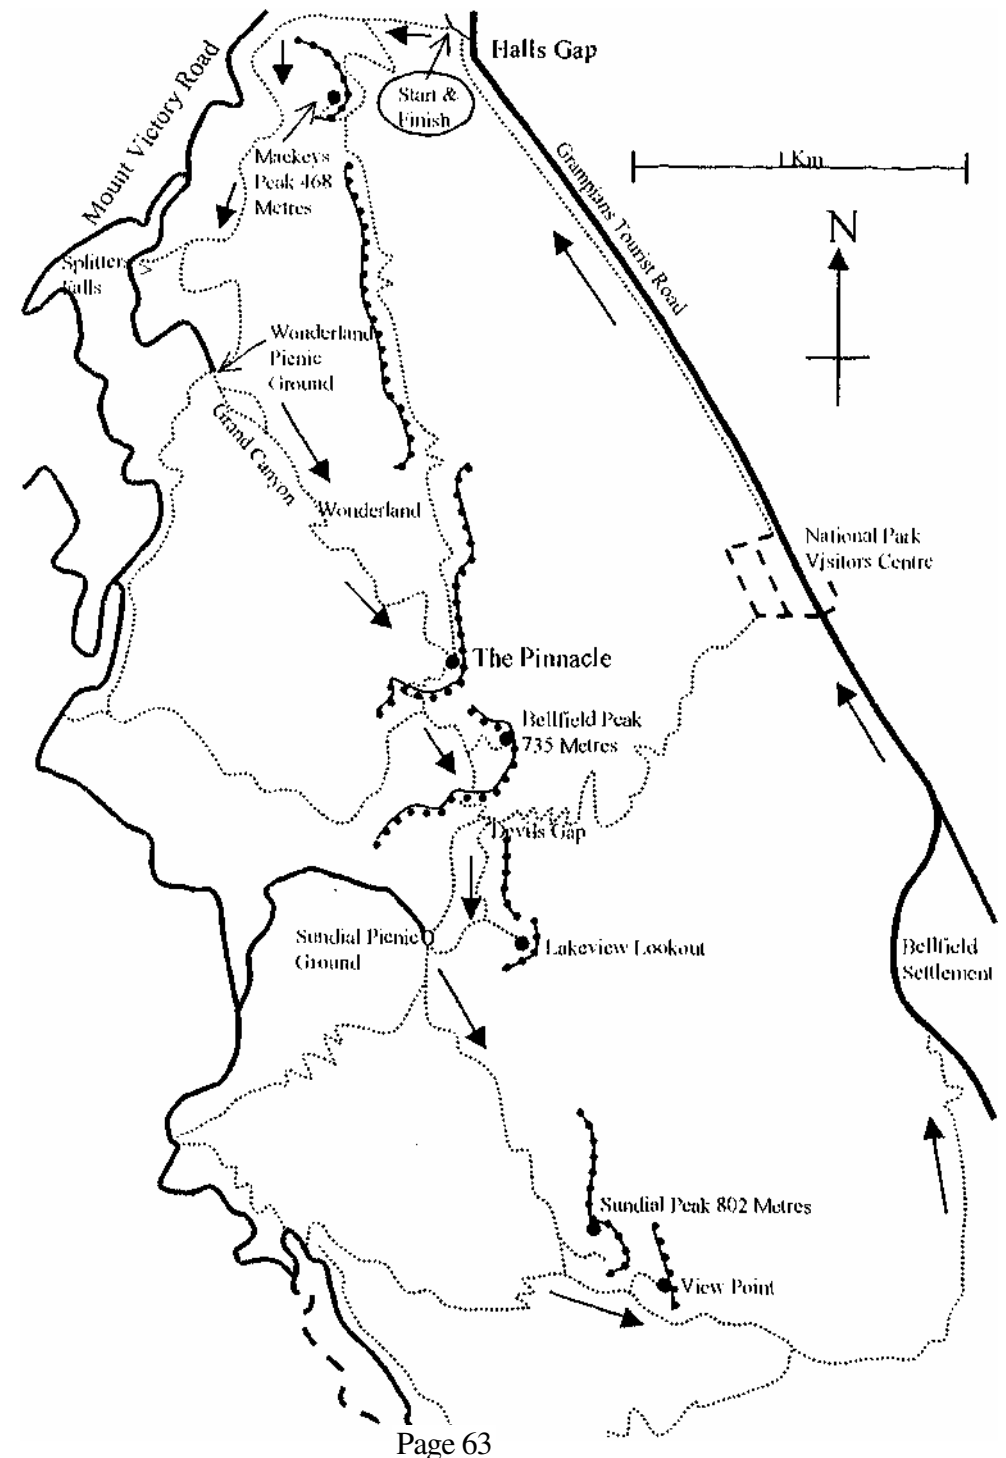 Halls Gap
Start &
Finish
Mount Victory Road
Mackeys
Peak 468
Metres
Grampians Tourist Road
1 Km
N
Splitters
Falls
Wonderland
Picnic
Ground
Grand Canyon
Wonderland
National Park
Visitors Centre
The Pinnacle
Bellfield Peak
735 Metres
Devils Gap
Sundial Picnic
Ground
Lakeview Lookout
Bellfield
Settlement
Sundial Peak 802 Metres
View Point
Page 63